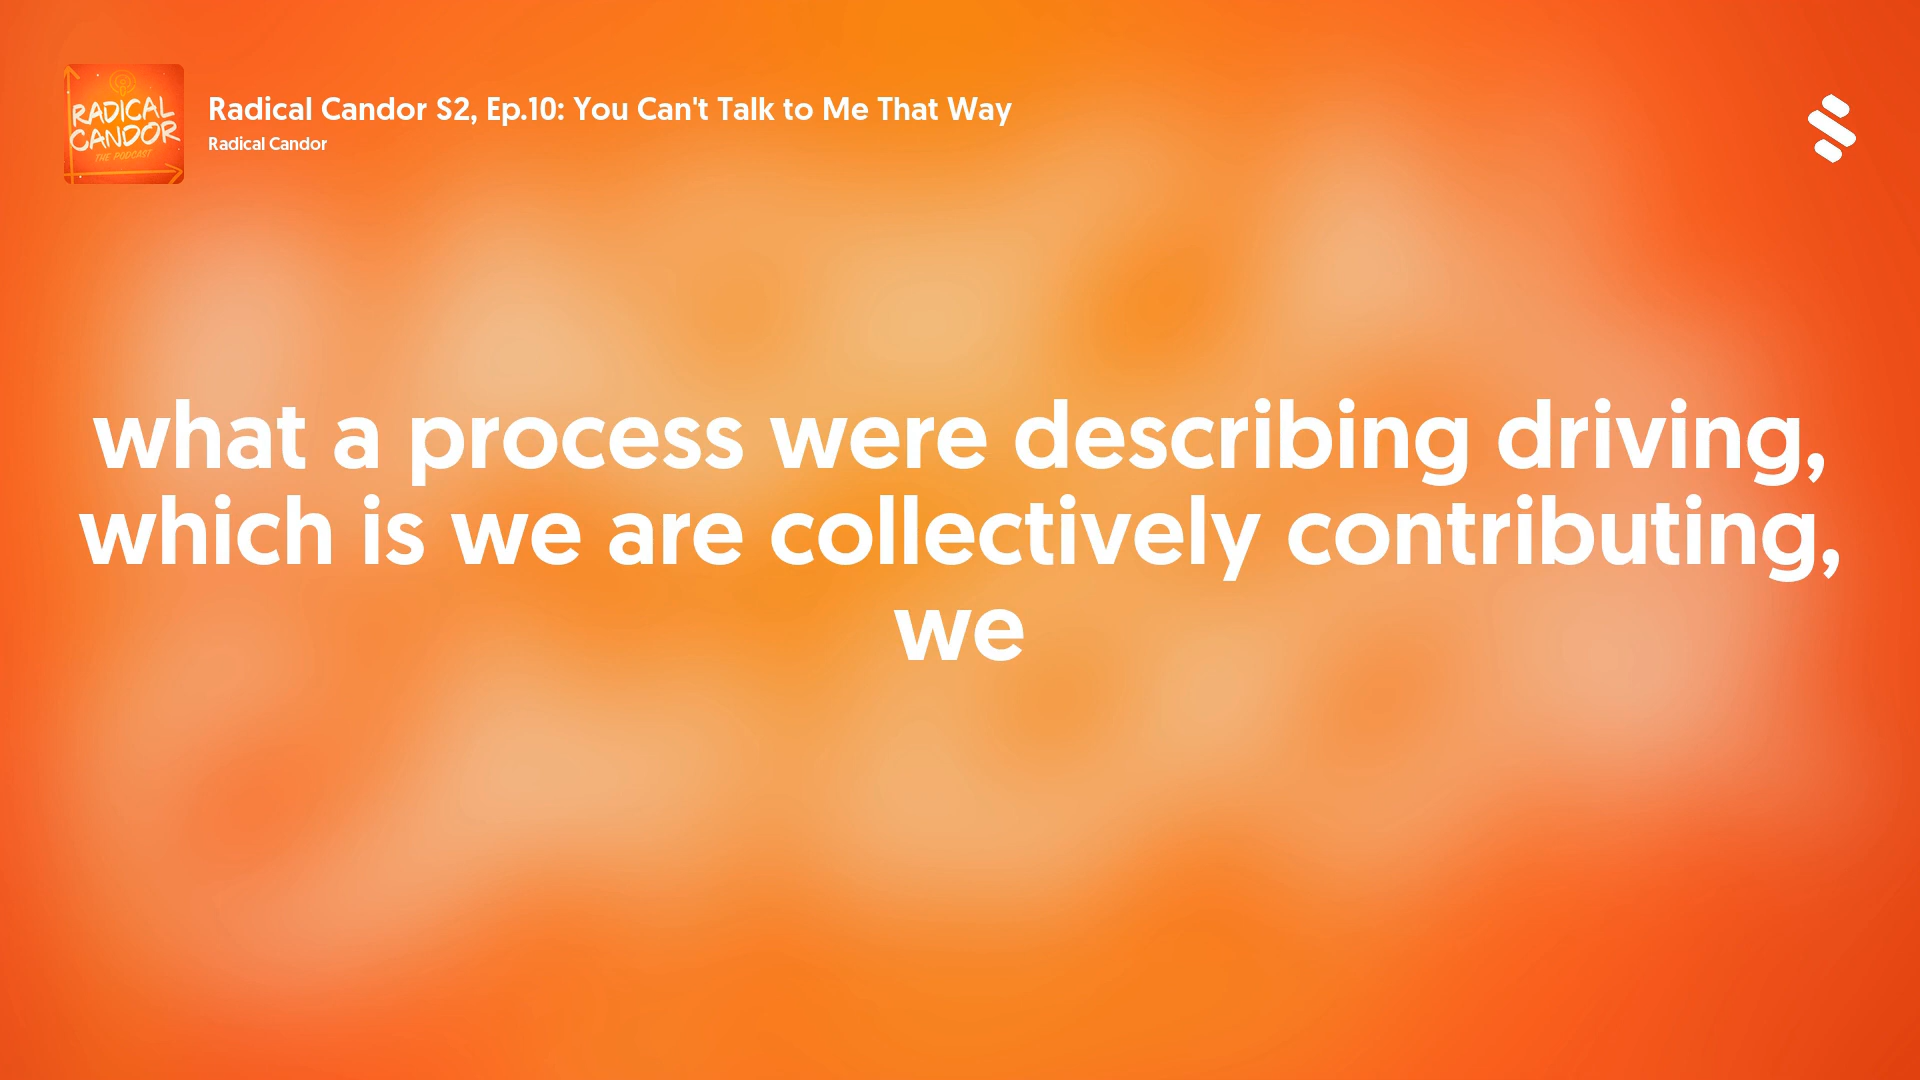 RADICAL
CANDOR
THE PODCAST
Radical Candor S2, Ep.10: You Can't Talk to Me That Way
Radical Candor
what a process were describing driving,
which is we are collectively contributing,
we